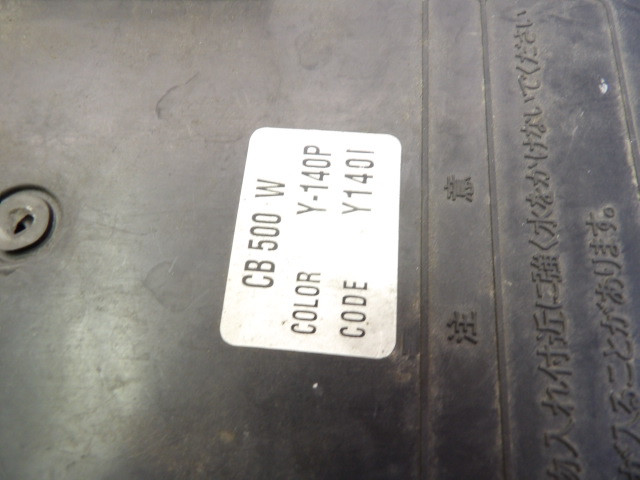 CB 500 W
COLOR Y-140P
CODE Y140I
注意
物入れ付近に強く水をかけないでください
ることがあります。